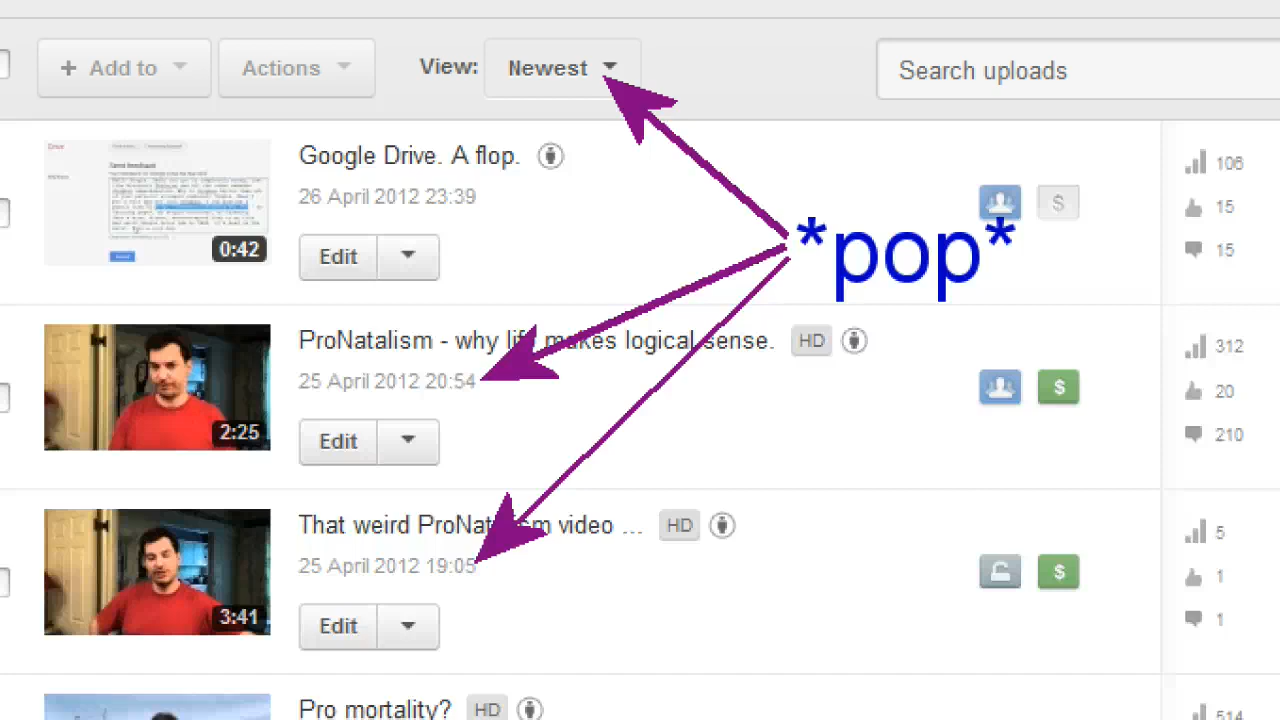 + Add to
Actions
View:
Newest
Search uploads
Google Drive. A flop.
26 April 2012 23:39
0:42
Edit
$
106
15
15
*pop*
ProNatalism - why life makes logical sense.
HD
25 April 2012 20:54
2:25
Edit
$
312
20
210
That weird ProNatalism video ...
HD
25 April 2012 19:05
3:41
Edit
$
5
1
1
Pro mortality?
HD
514